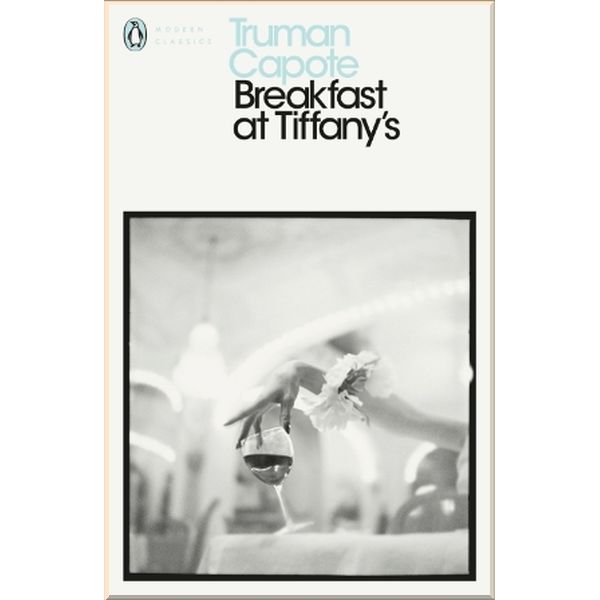 MODERN
CLASSICS
Truman
Capote
Breakfast
at Tiffany's